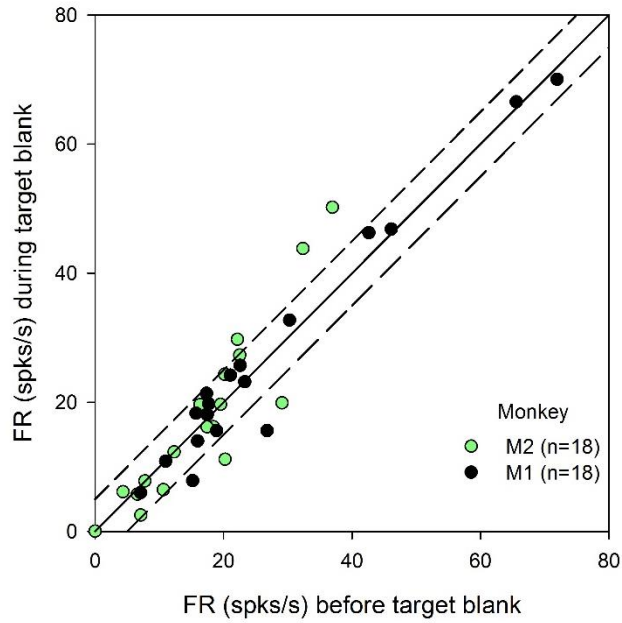 80
60
40
20
0
FR (spks/s) during target blank
Monkey
M2 (n=18)
M1 (n=18)
0 20 40 60 80
FR (spks/s) before target blank